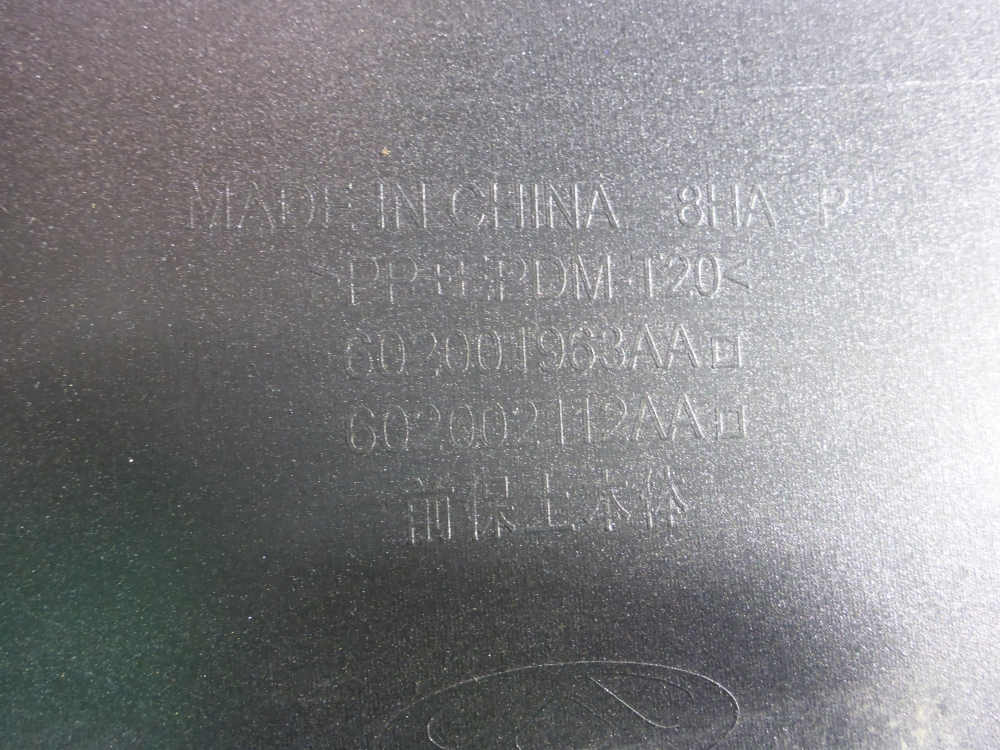 MADE IN CHINA 8HA P
>PP+EPDM-T20<
602001963AA□
602002112AA□
前保上本体